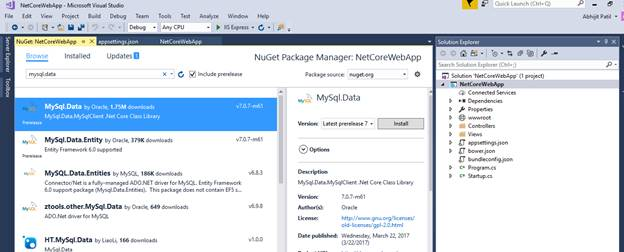 NetCoreWebApp - Microsoft Visual Studio
Quick Launch (Ctrl+Q)
File Edit View Project Build Debug Team Tools Test Analyze Window Help
Abhijit Patil
Debug Any CPU IIS Express
Server Explorer
Toolbox
NuGet: NetCoreWebApp appsettings.json NetCoreWebApp
Browse Installed Updates 1
NuGet Package Manager: NetCoreWebApp
mysql.data
Include prerelease
Package source: nuget.org
MySql.Data by Oracle, 1.75M downloads v7.0.7-m61
MySql.Data.MySqlClient .Net Core Class Library
Prerelease
MySql.Data.Entity by Oracle, 379K downloads v7.0.7-m61
Entity Framework 6.0 supported
Prerelease
MySQL.Data.Entities by MySQL, 186K downloads v6.8.3
Connector/Net is a fully-managed ADO.NET driver for MySQL. Entity Framework
6.0 support package (Mysql.Data.Entities). This package does not contain EF5 s...
ztools.other.MySql.Data by Oracle, 649 downloads v6.9.8
ADO.Net driver for MySQL
HT.MySql.Data by LiaoLi, 166 downloads v1.0.0
MySql.Data
Version: Latest prerelease 7 Install
Options
Description
MySql.Data.MySqlClient .Net Core Class Library
Version: 7.0.7-m61
Author(s): Oracle
License: http://www.gnu.org/licenses/
old-licenses/gpl-2.0.html
Date published: Wednesday, March 22, 2017
(3/22/2017)
Solution Explorer
Search Solution Explorer (Ctrl+;)
Solution 'NetCoreWebApp' (1 project)
NetCoreWebApp
Connected Services
Dependencies
Properties
wwwroot
Controllers
Views
appsettings.json
bower.json
bundleconfig.json
Program.cs
Startup.cs